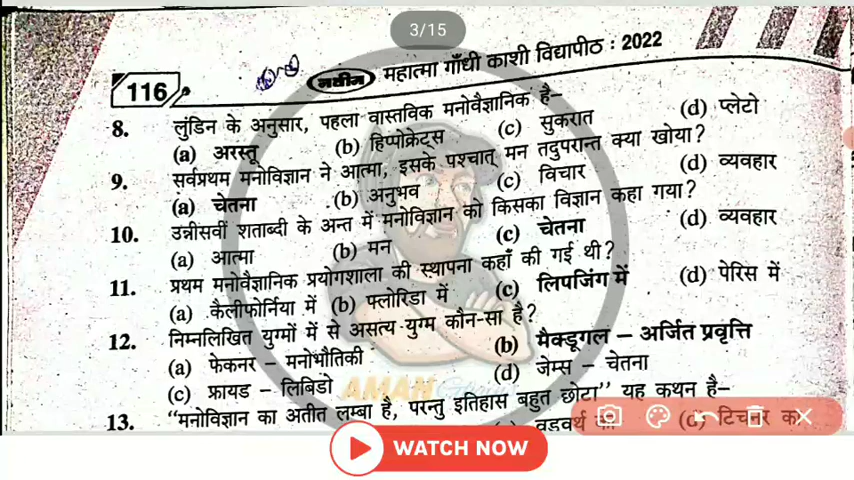 3/15
नवीन महात्मा गाँधी काशी विद्यापीठ : 2022
116
8. लुंडिन के अनुसार, पहला वास्तविक मनोवैज्ञानिक है–
(a) अरस्तू (b) हिप्पोक्रेट्स (c) सुकरात (d) प्लेटो
9. सर्वप्रथम मनोविज्ञान ने आत्मा, इसके पश्चात् मन तदुपरान्त क्या खोया?
(a) चेतना (b) अनुभव (c) विचार (d) व्यवहार
10. उन्नीसवीं शताब्दी के अन्त में मनोविज्ञान को किसका विज्ञान कहा गया?
(a) आत्मा (b) मन (c) चेतना (d) व्यवहार
11. प्रथम मनोवैज्ञानिक प्रयोगशाला की स्थापना कहाँ की गई थी?
(a) कैलीफोर्निया में (b) फ्लोरिडा में (c) लिपजिंग में (d) पेरिस में
12. निम्नलिखित युग्मों में से असत्य युग्म कौन-सा है?
(a) फेकनर – मनोभौतिकी (b) मैक्डूगल – अर्जित प्रवृत्ति
(c) फ्रायड – लिबिडो (d) जेम्स – चेतना
13. "मनोविज्ञान का अतीत लम्बा है, परन्तु इतिहास बहुत छोटा" यह कथन है–
टिचनर
AMAN
WATCH NOW